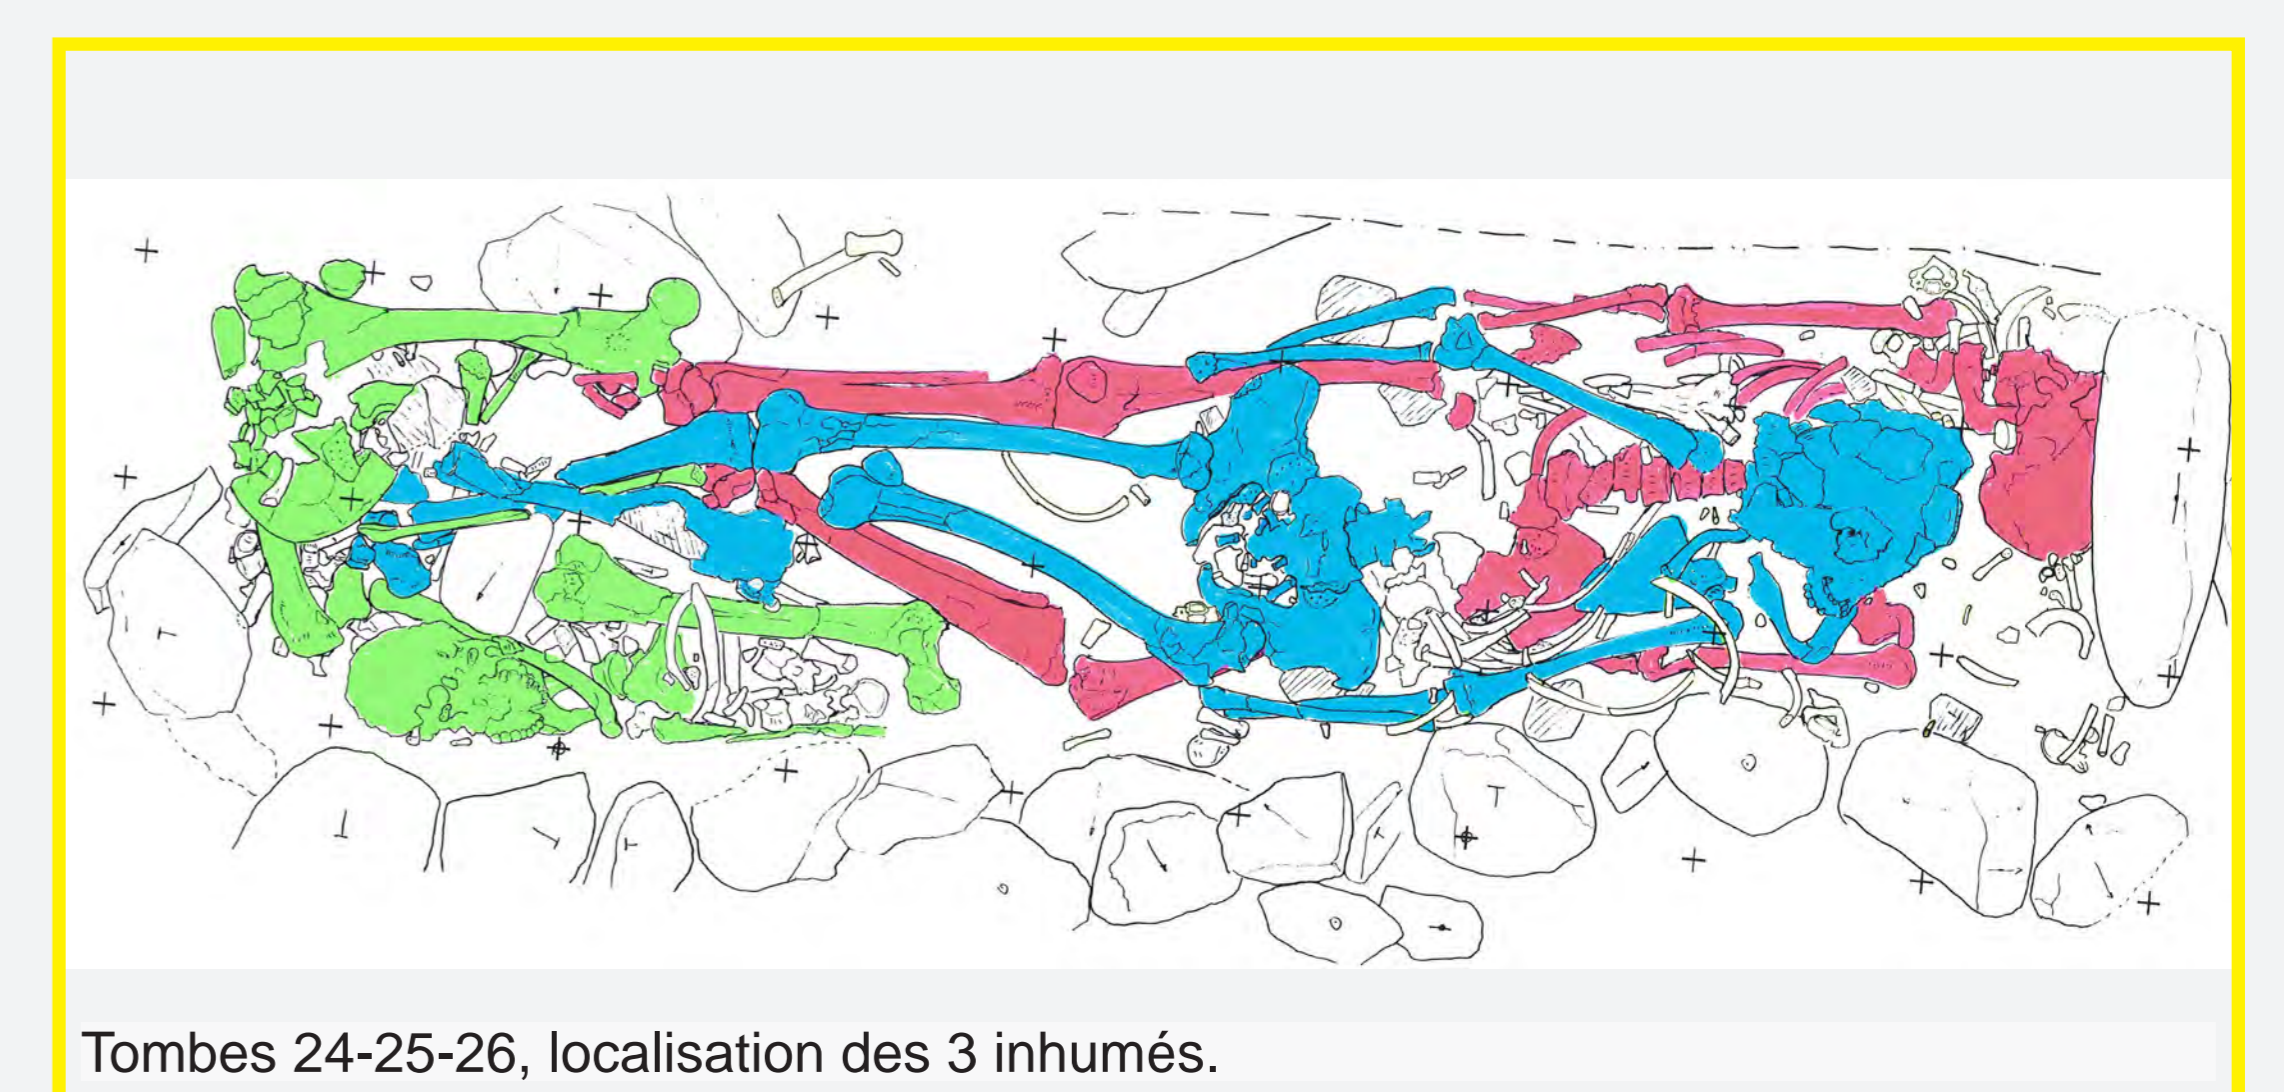 Tombes 24-25-26, localisation des 3 inhumés.